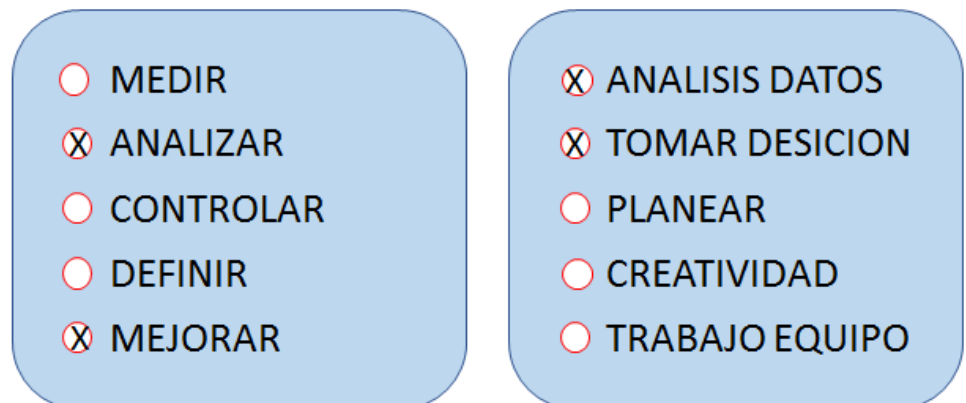 MEDIR
X ANALIZAR
CONTROLAR
DEFINIR
X MEJORAR
X ANALISIS DATOS
X TOMAR DESICION
PLANEAR
CREATIVIDAD
TRABAJO EQUIPO